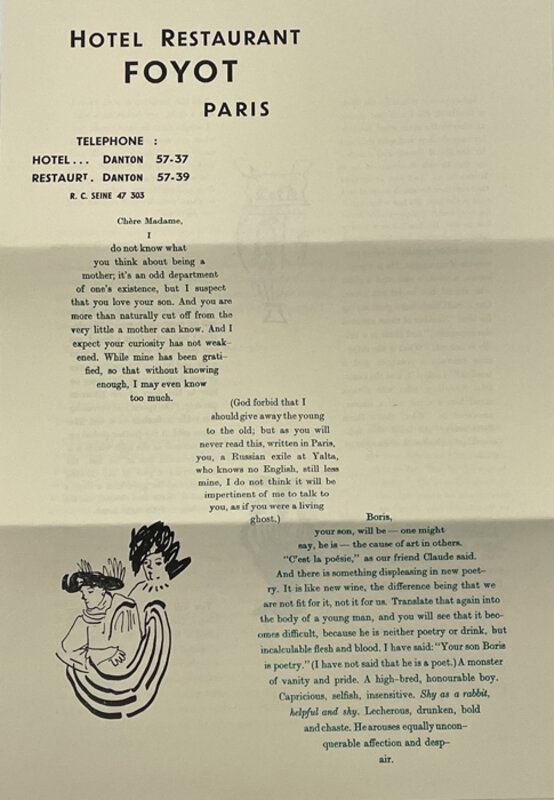 HOTEL RESTAURANT
FOYOT
PARIS
TELEPHONE :
HOTEL... DANTON 57-37
RESTAURT. DANTON 57-39
R. C. SEINE 47 303
Chère Madame,
I
do not know what
you think about being a
mother; it's an odd department
of one's existence, but I suspect
that you love your son. And you are
more than naturally cut off from the
very little a mother can know. And I
expect your curiosity has not weak-
ened. While mine has been grati-
fied, so that without knowing
enough, I may even know
too much.
(God forbid that I
should give away the young
to the old; but as you will
never read this, written in Paris,
you, a Russian exile at Yalta,
who knows no English, still less
mine, I do not think it will be
impertinent of me to talk to
you, as if you were a living
ghost.)
Boris,
your son, will be — one might
say, he is — the cause of art in others.
"C'est la poésie," as our friend Claude said.
And there is something displeasing in new poet-
ry. It is like new wine, the difference being that we
are not fit for it, not it for us. Translate that again into
the body of a young man, and you will see that it bec-
omes difficult, because he is neither poetry or drink, but
incalculable flesh and blood. I have said: "Your son Boris
is poetry." (I have not said that he is a poet.) A monster
of vanity and pride. A high-bred, honourable boy.
Capricious, selfish, insensitive. Shy as a rabbit,
helpful and shy. Lecherous, drunken, bold
and chaste. He arouses equally uncon-
querable affection and desp-
air.